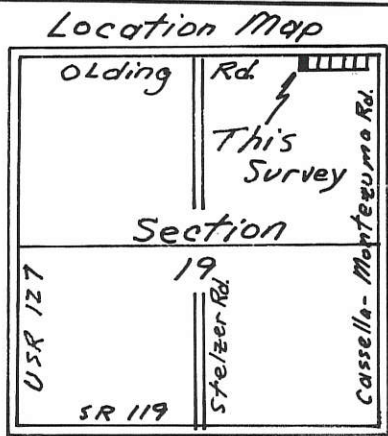 Location Map
Olding Rd.
This
Survey
Section
19
USR 127
Stelzer Rd.
Cassella-Montezuma Rd.
SR 119